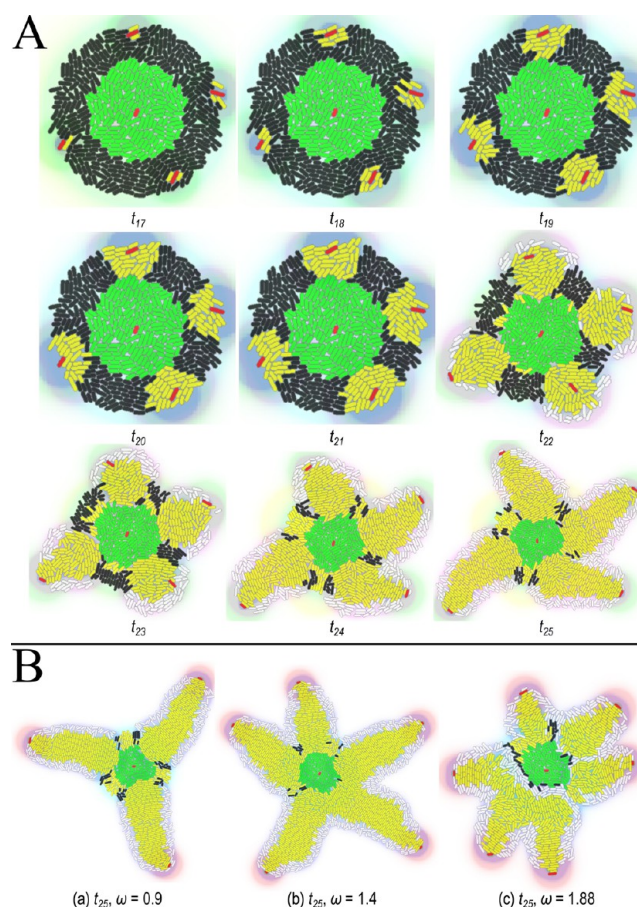 A
t17 t18 t19
t20 t21 t22
t23 t24 t25
B
(a) t25, ω = 0.9 (b) t25, ω = 1.4 (c) t25, ω = 1.88